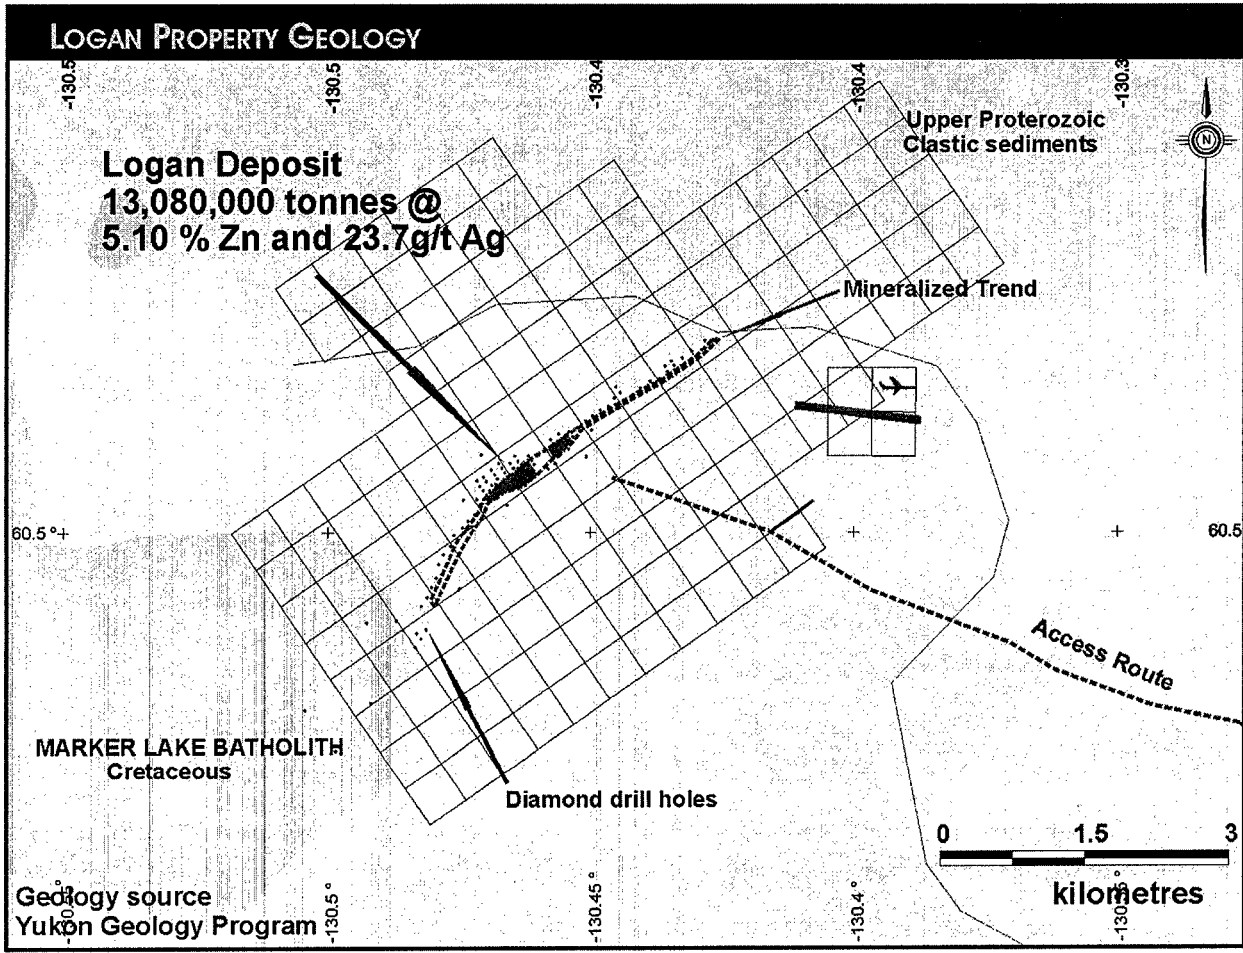 LOGAN PROPERTY GEOLOGY
-130.5
-130.5
-130.4
-130.4
-130.3
Upper Proterozoic
Clastic sediments
N
Logan Deposit
13,080,000 tonnes @
5.10 % Zn and 23.7g/t Ag
Mineralized Trend
60.5 °
60.5
Access Route
MARKER LAKE BATHOLITH
Cretaceous
Diamond drill holes
0 1.5 3
kilometres
Geology source
Yukon Geology Program
-130.5 °
-130.45 °
-130.4 °